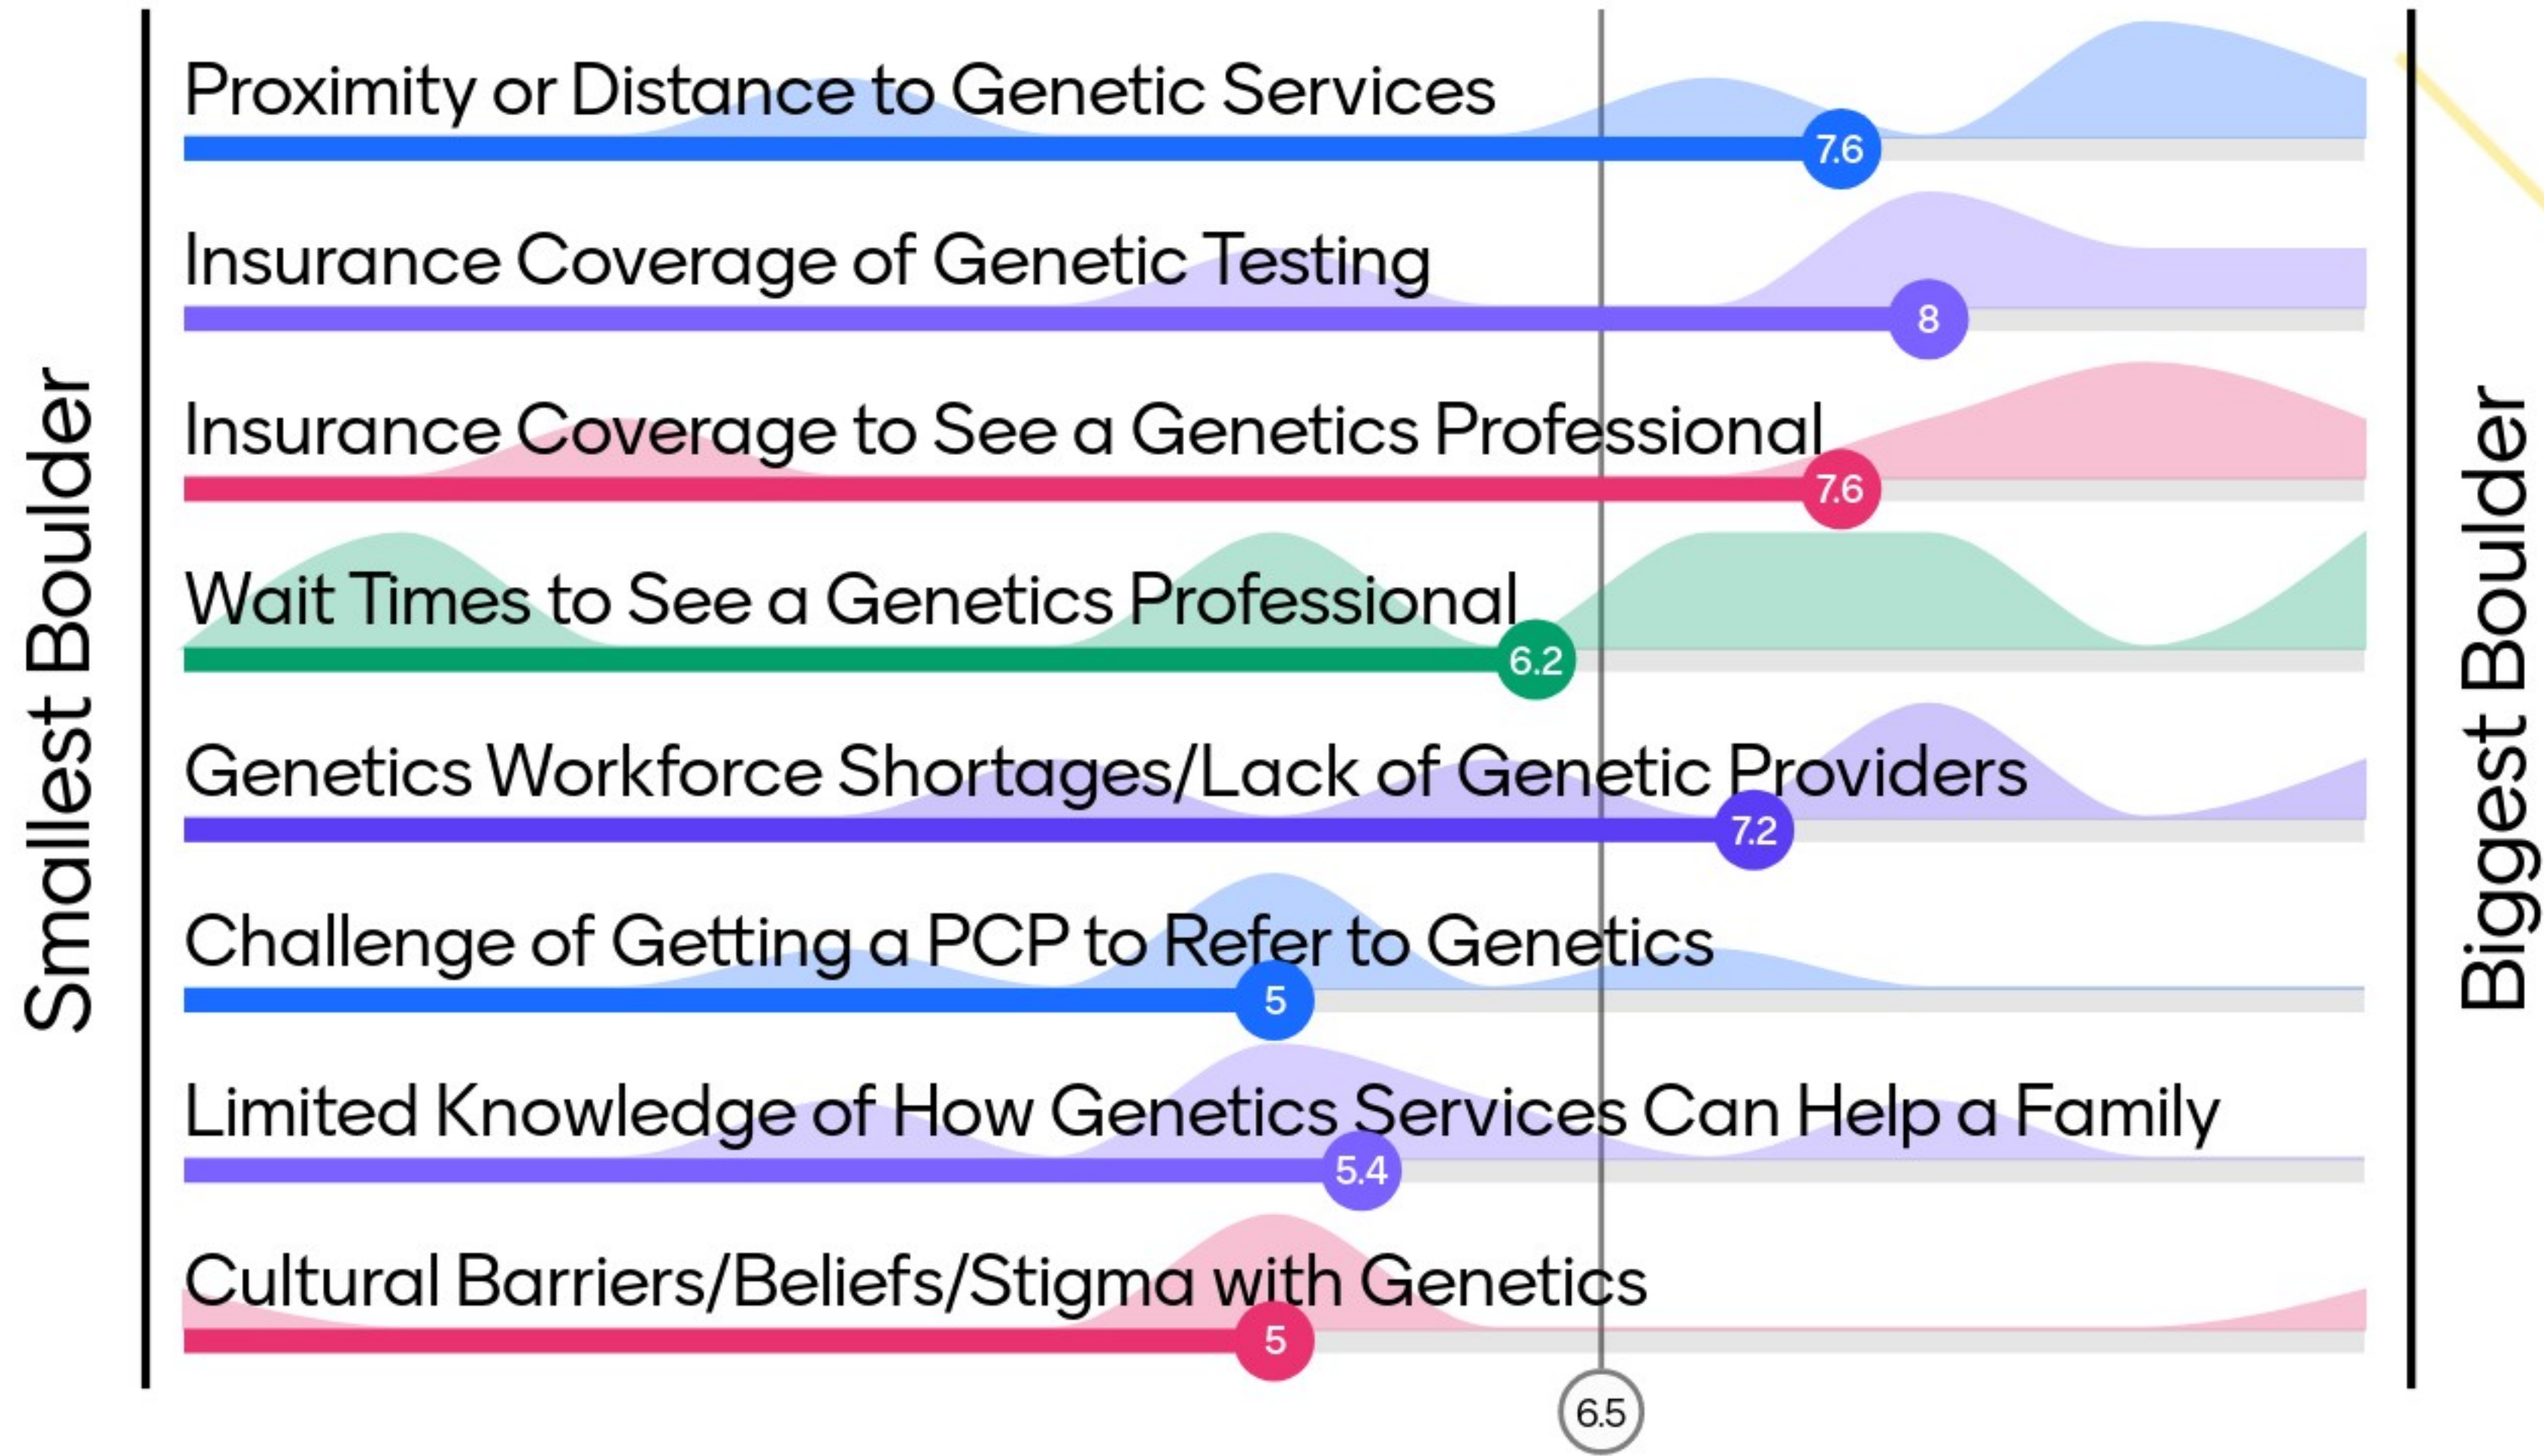 Smallest Boulder
Proximity or Distance to Genetic Services
7.6
Insurance Coverage of Genetic Testing
8
Insurance Coverage to See a Genetics Professional
7.6
Wait Times to See a Genetics Professional
6.2
Genetics Workforce Shortages/Lack of Genetic Providers
7.2
Challenge of Getting a PCP to Refer to Genetics
5
Limited Knowledge of How Genetics Services Can Help a Family
5.4
Cultural Barriers/Beliefs/Stigma with Genetics
5
6.5
Biggest Boulder